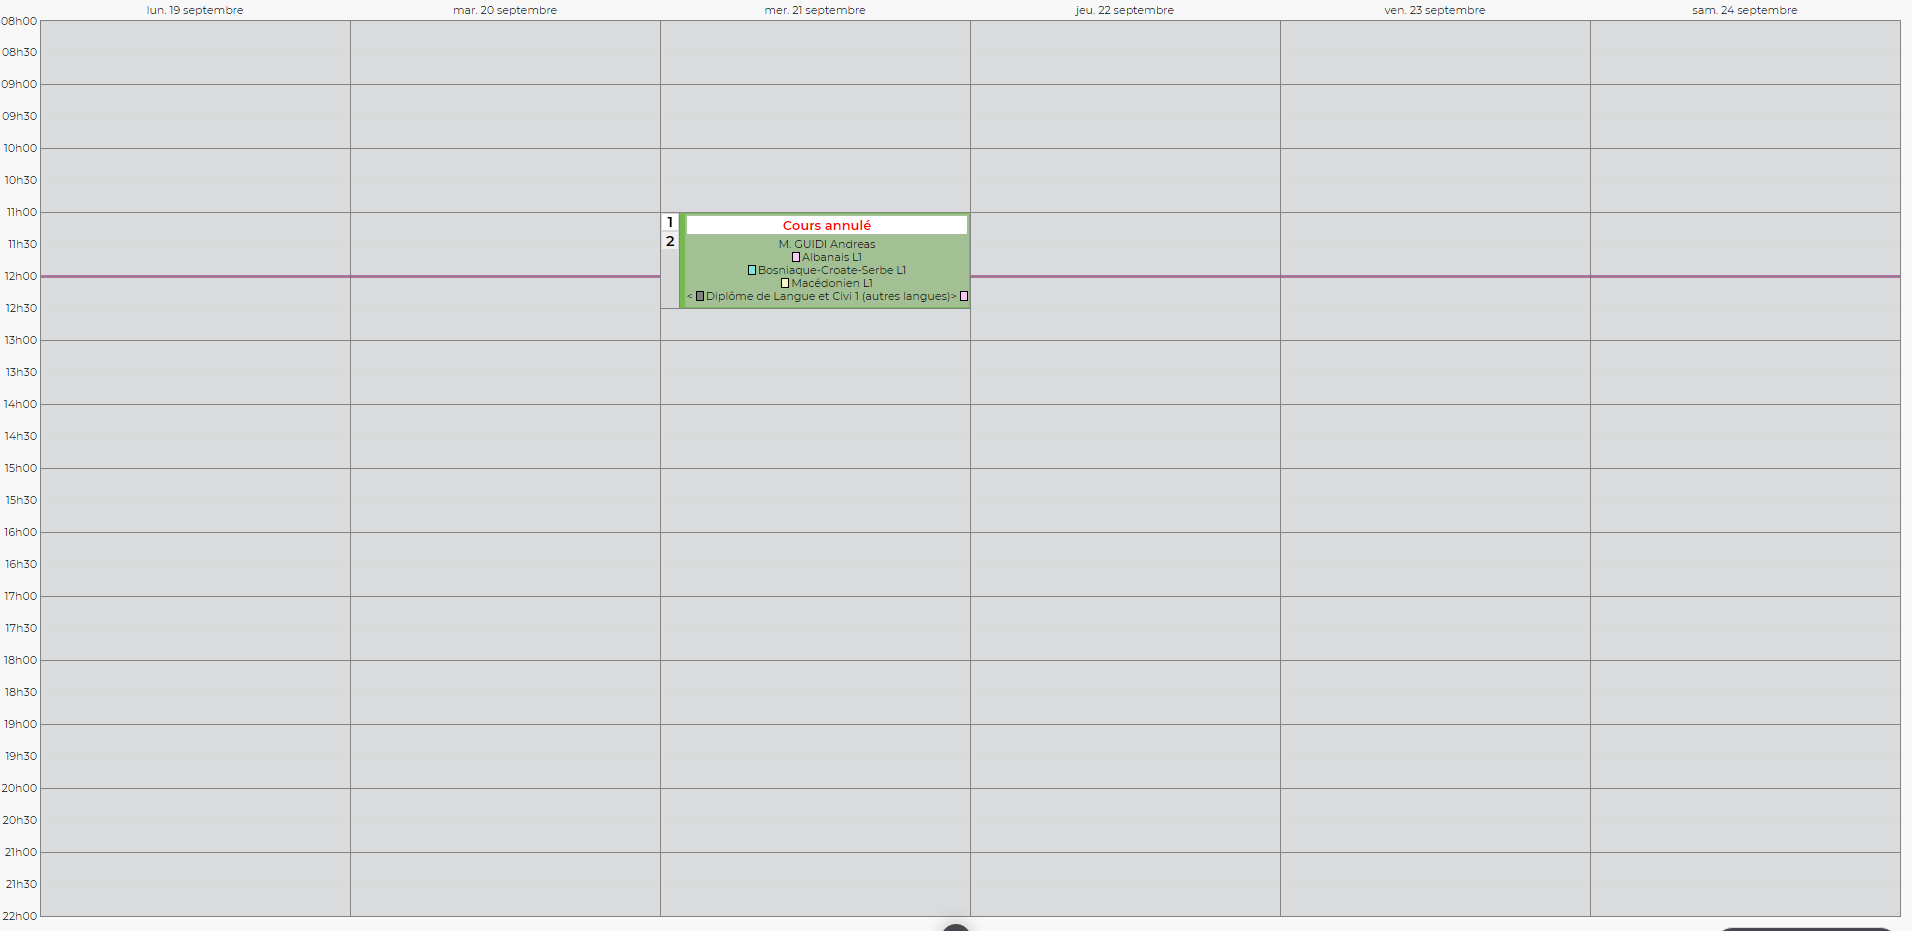 lun. 19 septembre mar. 20 septembre mer. 21 septembre jeu. 22 septembre ven. 23 septembre sam. 24 septembre
08h00
08h30
09h00
09h30
10h00
10h30
11h00
1 Cours annulé
11h30 2 M. GUIDI Andreas
Albanais L1
Bosniaque-Croate-Serbe L1
12h00
Macédonien L1
< Diplôme de Langue et Civi 1 (autres langues)>
12h30
13h00
13h30
14h00
14h30
15h00
15h30
16h00
16h30
17h00
17h30
18h00
18h30
19h00
19h30
20h00
20h30
21h00
21h30
22h00